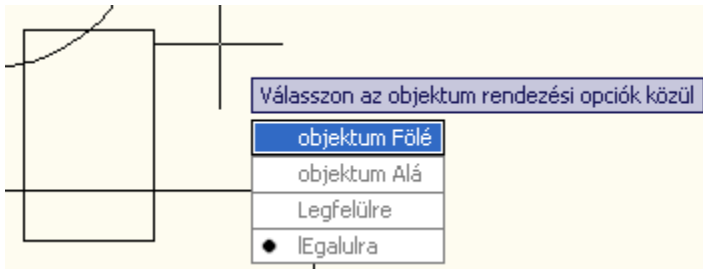 Válasszon az objektum rendezési opciók közül
objektum Fölé
objektum Alá
Legfelülre
lEgalulra